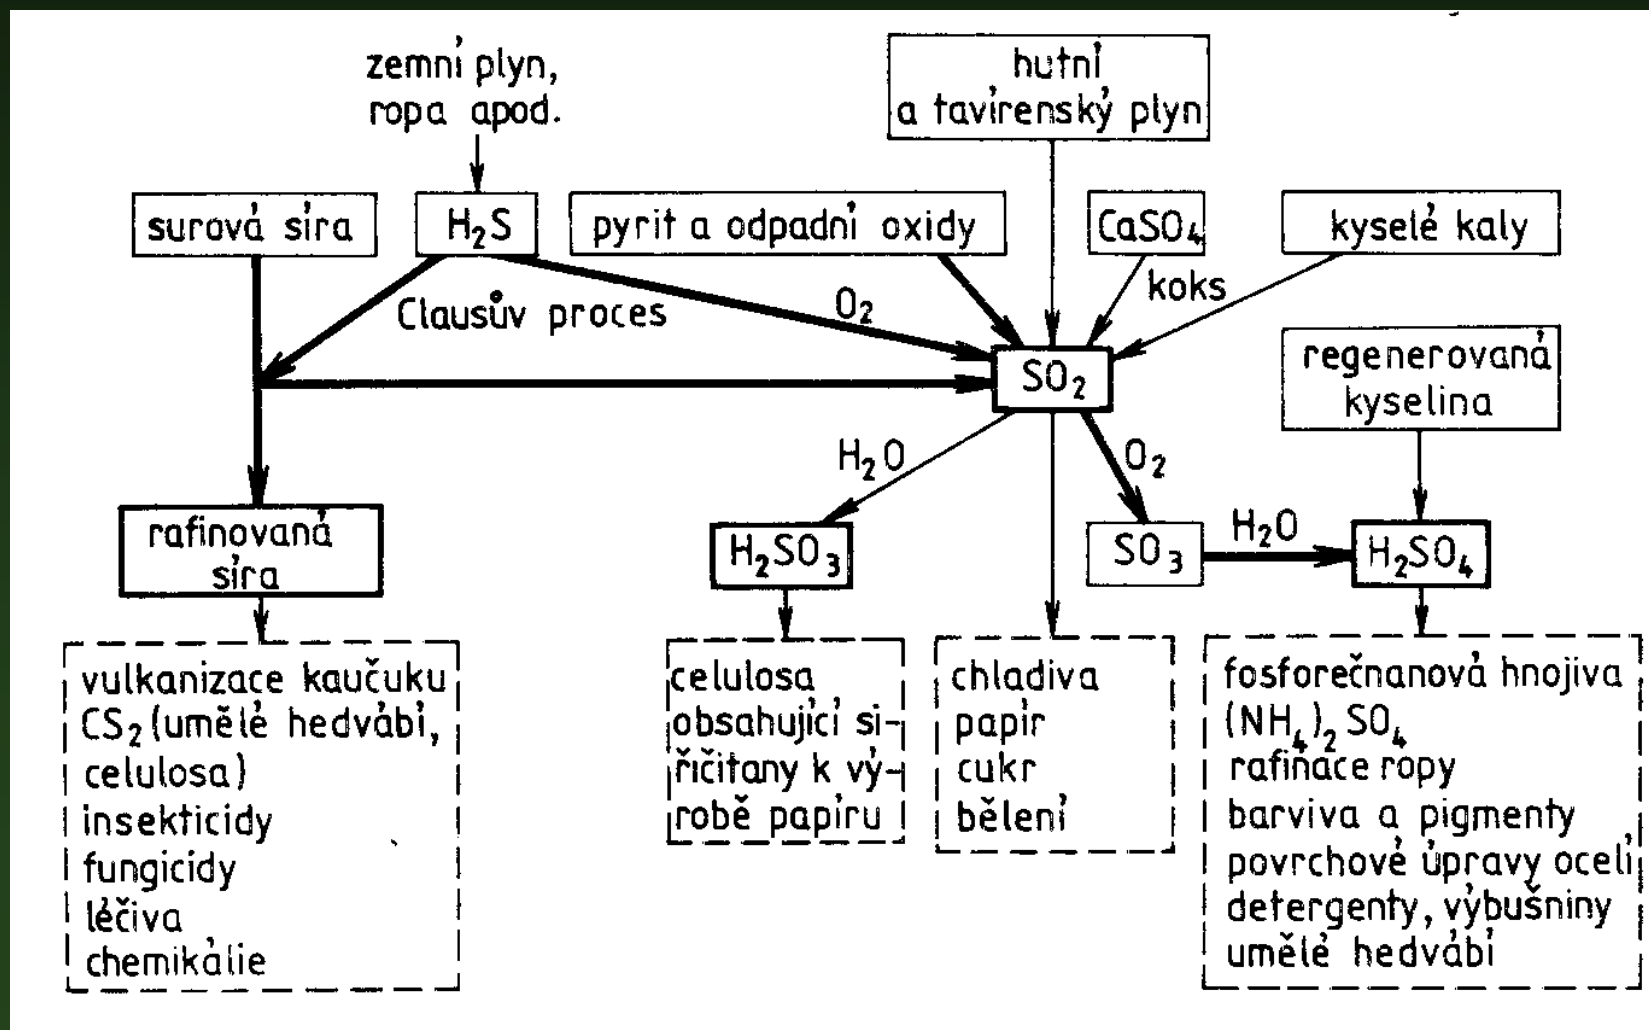 zemní plyn,
ropa apod.
hutní
a tavírenský plyn
surová síra
H₂S
pyrit a odpadní oxidy
CaSO₄
kyselé kaly
koks
Clausův proces
O₂
SO₂
regenerovaná
kyselina
H₂O
O₂
rafinovaná
síra
H₂SO₃
SO₃
H₂O
H₂SO₄
vulkanizace kaučuku
CS₂ (umělé hedvábí,
celulosa)
insekticidy
fungicidy
léčiva
chemikálie
celulosa
obsahující si-
řičitany k vý-
robě papíru
chladiva
papír
cukr
bělení
fosforečnanová hnojiva
(NH₄)₂SO₄
rafinace ropy
barviva a pigmenty
povrchové úpravy ocelí
detergenty, výbušniny
umělé hedvábí